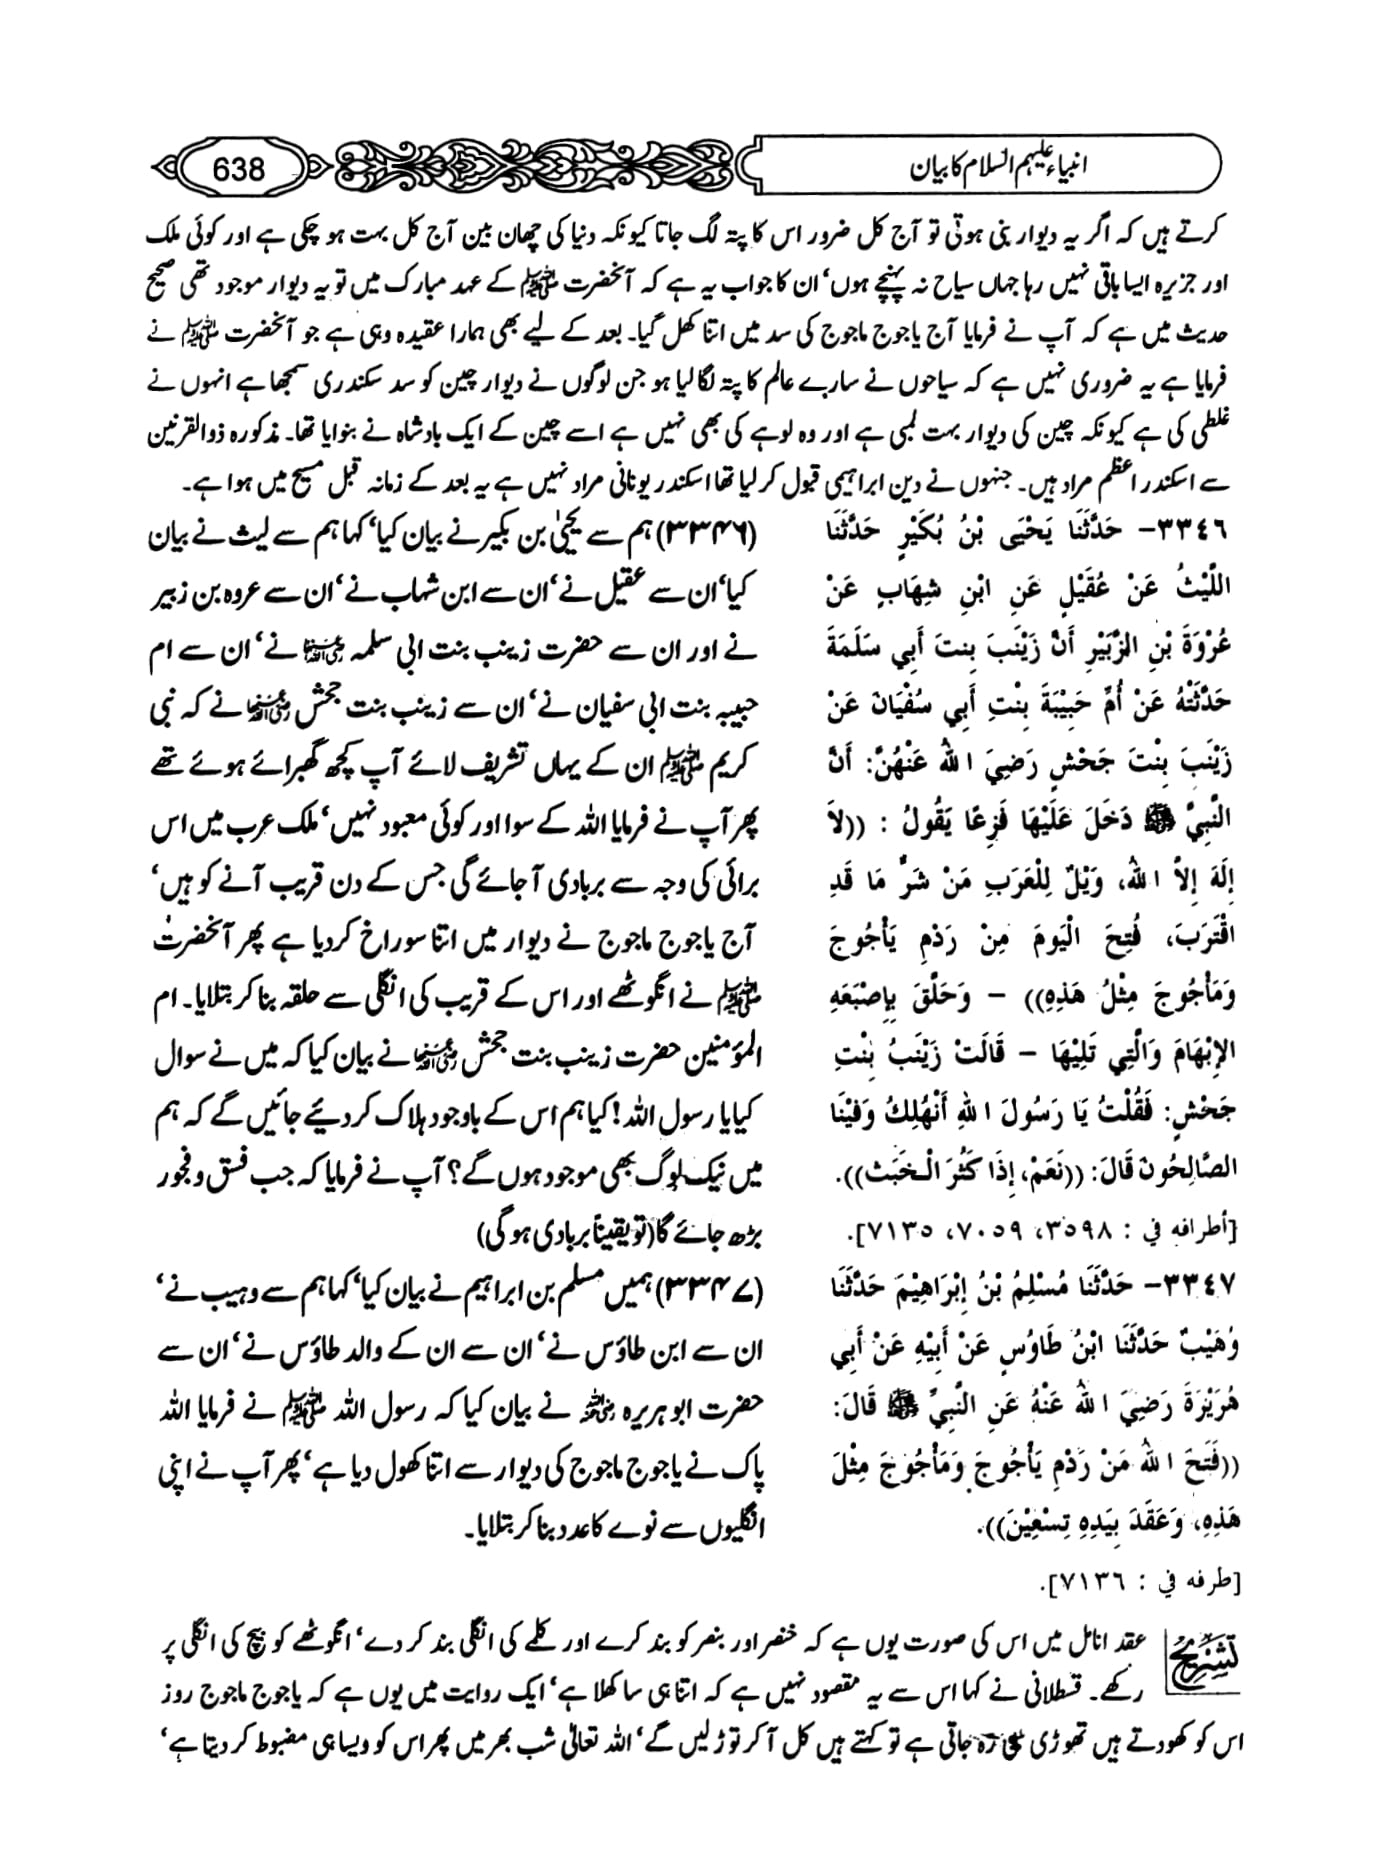 انبیاء علیہم السلام کا بیان
638
کرتے ہیں کہ اگر یہ دیوار بنی ہوتی تو آج کل ضرور اس کا پتہ لگ جاتا کیونکہ دنیا کی چھان بین آج کل بہت ہو چکی ہے اور کوئی ملک
اور جزیرہ ایسا باقی نہیں رہا جہاں سیاح نہ پہنچے ہوں‘ ان کا جواب یہ ہے کہ آنحضرت ﷺ کے عہد مبارک میں تو یہ دیوار موجود تھی صحیح
حدیث میں ہے کہ آپ نے فرمایا آج یاجوج ماجوج کی سد میں اتنا کھل گیا۔ بعد کے لیے بھی ہمارا عقیدہ وہی ہے جو آنحضرت ﷺ نے
فرمایا ہے یہ ضروری نہیں ہے کہ سیاحوں نے سارے عالم کا پتہ لگا لیا ہو جن لوگوں نے دیوار چین کو سد سکندری سمجھا ہے انہوں نے
غلطی کی ہے کیونکہ چین کی دیوار بہت لمبی ہے اور وہ لوہے کی بھی نہیں ہے اسے چین کے ایک بادشاہ نے بنوایا تھا۔ مذکورہ ذوالقرنین
سے اسکندر اعظم مراد ہیں۔ جنہوں نے دین ابراہیمی قبول کر لیا تھا اسکندر یونانی مراد نہیں ہے یہ بعد کے زمانہ قبل مسیح میں ہوا ہے۔
٣٣٤٦- حَدَّثَنَا يَحْيَى بْنُ بُكَيْرٍ حَدَّثَنَا
اللَّيْثُ عَنْ عُقَيْلٍ عَنِ ابْنِ شِهَابٍ عَنْ
عُرْوَةَ بْنِ الزُّبَيْرِ أَنَّ زَيْنَبَ بِنتَ أَبِي سَلَمَةَ
حَدَّثَتْهُ عَنْ أُمِّ حَبِيْبَةَ بِنْتِ أَبِي سُفْيَانَ عَنْ
زَيْنَبَ بِنْتَ جَحْشٍ رَضِيَ اللهُ عَنْهُنَّ: أَنَّ
النَّبِيَّ ﷺ دَخَلَ عَلَيْهَا فَزِعًا يَقُولُ : ((لاَ
إِلَهَ إِلاَّ اللهُ، وَيْلٌ لِلْعَرَبِ مَنْ شَرٍّ مَا قَدِ
اقْتَرَبَ، فُتِحَ الْيَومَ مِنْ رَدْمِ يَأْجُوجَ
وَمَأْجُوجَ مِثْلُ هَذِهِ)) – وَحَلَّقَ بِإِصْبَعَهِ
الإِبْهَامَ وَالَّتِي تَلِيْهَا – قَالَتْ زَيْنَبُ بْنتِ
جَحْشٍ: فَقُلْتُ يَا رَسُولَ اللهِ أَنَهْلِكُ وَفِيْنَا
الصَّالِحُونَ قَالَ: ((نَعَمْ، إِذَا كَثُرَ الْخَبَث)).
[أطرافه في : ٣٥٩٨، ٧٠٥٩، ٧١٣٥].
(۳۳۴۶) ہم سے یحییٰ بن بکیر نے بیان کیا‘ کہا ہم سے لیث نے بیان
کیا‘ ان سے عقیل نے‘ ان سے ابن شہاب نے‘ ان سے عروہ بن زبیر
نے اور ان سے حضرت زینب بنت ابی سلمہ رضی اللہ عنہا نے‘ ان سے ام
حبیبہ بنت ابی سفیان نے‘ ان سے زینب بنت جحش رضی اللہ عنہا نے کہ نبی
کریم ﷺ ان کے یہاں تشریف لائے آپ کچھ گھبرائے ہوئے تھے
پھر آپ نے فرمایا اللہ کے سوا اور کوئی معبود نہیں‘ ملک عرب میں اس
برائی کی وجہ سے بربادی آ جائے گی جس کے دن قریب آنے کو ہیں‘
آج یاجوج ماجوج نے دیوار میں اتنا سوراخ کر دیا ہے پھر آنحضرت
ﷺ نے انگوٹھے اور اس کے قریب کی انگلی سے حلقہ بنا کر بتلایا۔ ام
المؤمنین حضرت زینب بنت جحش رضی اللہ عنہا نے بیان کیا کہ میں نے سوال
کیا یا رسول اللہ! کیا ہم اس کے باوجود ہلاک کر دیئے جائیں گے کہ ہم
میں نیک لوگ بھی موجود ہوں گے؟ آپ نے فرمایا کہ جب فسق و فجور
بڑھ جائے گا (تو یقیناً بربادی ہو گی)
٣٣٤٧- حَدَّثَنَا مُسْلِمُ بْنُ إِبْرَاهِيْمَ حَدَّثَنَا
وُهَيْبٌ حَدَّثَنَا ابْنُ طَاوُسٍ عَنْ أَبِيْهِ عَنْ أَبِي
هُرَيْرَةَ رَضِيَ اللهُ عَنْهُ عَنِ النَّبِيِّ ﷺ قَالَ:
((فَتَحَ اللهُ مَنْ رَدْمِ يَأْجُوجَ وَمَأْجُوجَ مِثْلَ
هَذِهِ، وَعَقَدَ بِيَدِهِ تِسْعِيْنَ)).
[طرفه في : ٧١٣٦].
(۳۳۴۷) ہمیں مسلم بن ابراہیم نے بیان کیا‘ کہا ہم سے وہیب نے‘
ان سے ابن طاؤس نے‘ ان سے ان کے والد طاؤس نے‘ ان سے
حضرت ابو ہریرہ رضی اللہ عنہ نے بیان کیا کہ رسول اللہ ﷺ نے فرمایا اللہ
پاک نے یاجوج ماجوج کی دیوار سے اتنا کھول دیا ہے‘ پھر آپ نے اپنی
انگلیوں سے نوے کا عدد بنا کر بتلایا۔
تشریح
عقد انامل میں اس کی صورت یوں ہے کہ خنصر اور بنصر کو بند کرے اور کلمے کی انگلی بند کر دے‘ انگوٹھے کو بیچ کی انگلی پر
رکھے۔ قسطلانی نے کہا اس سے یہ مقصود نہیں ہے کہ اتنا ہی سا کھلا ہے‘ ایک روایت میں یوں ہے کہ یاجوج ماجوج روز
اس کو کھودتے ہیں تھوڑی سی رہ جاتی ہے تو کہتے ہیں کل آ کر توڑ لیں گے‘ اللہ تعالیٰ شب بھر میں پھر اس کو ویسا ہی مضبوط کر دیتا ہے‘